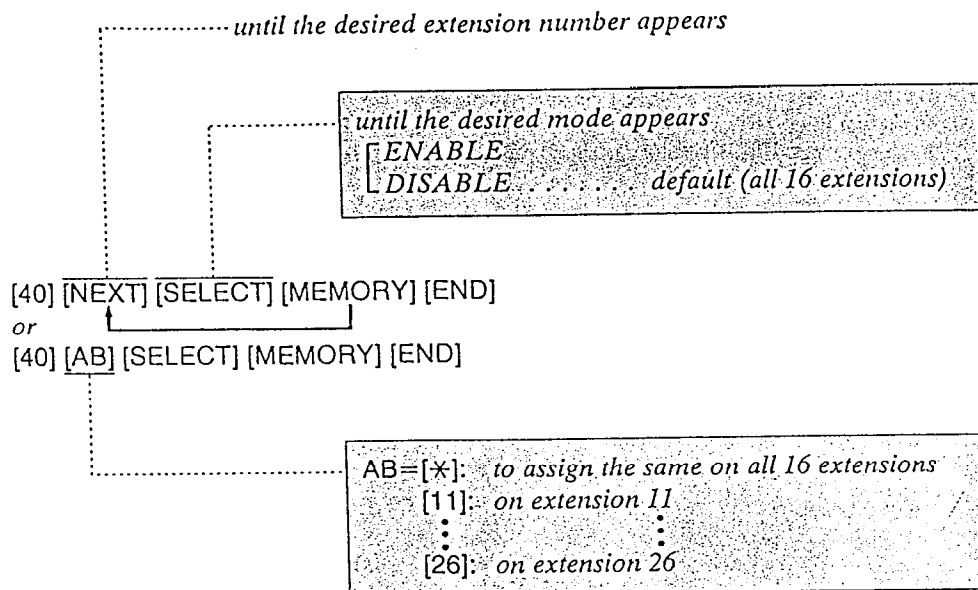 until the desired extension number appears
until the desired mode appears
ENABLE
DISABLE . . . . . . . default (all 16 extensions)
[40] [NEXT] [SELECT] [MEMORY] [END]
or
[40] [AB] [SELECT] [MEMORY] [END]
AB=[*]: to assign the same on all 16 extensions
[11]: on extension 11
[26]: on extension 26